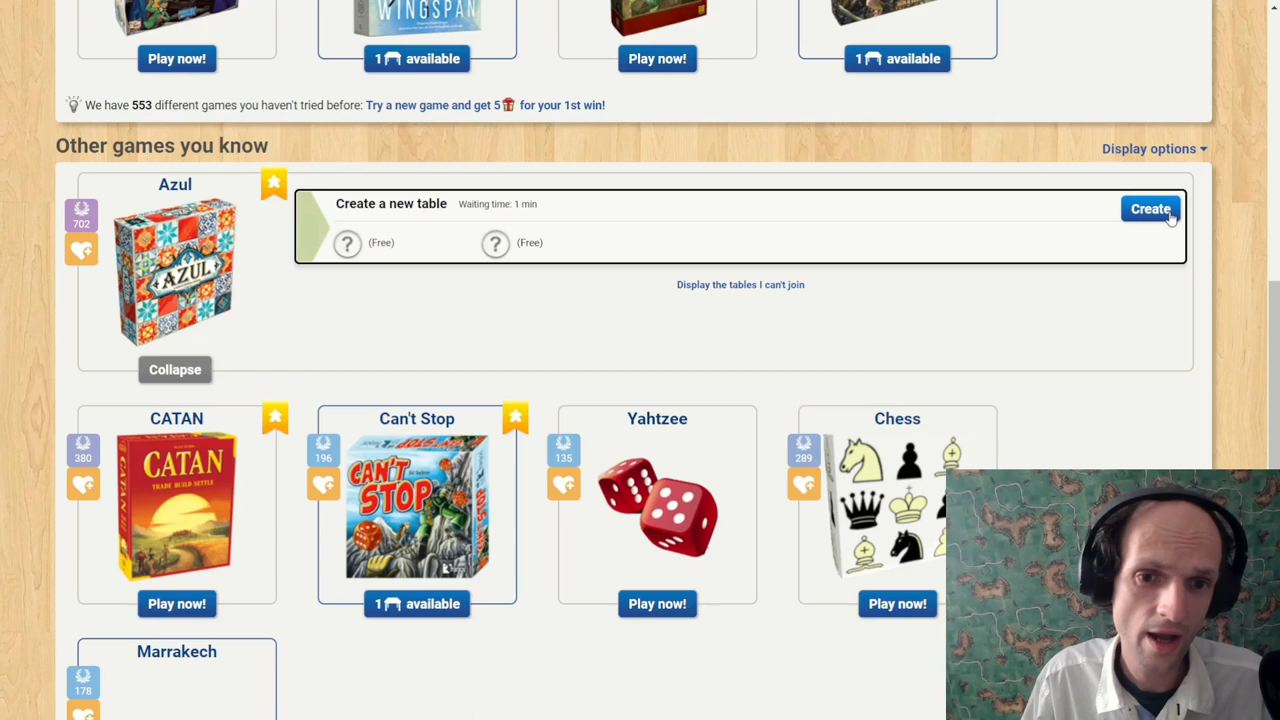 WINGSPAN
Play now!
1 available
Play now!
1 available
We have 553 different games you haven't tried before: Try a new game and get 5 for your 1st win!
Other games you know
Display options
Azul
702
AZUL
Collapse
Create a new table
Waiting time: 1 min
Create
? (Free)
? (Free)
Display the tables I can't join
CATAN
380
CATAN
TRADE BUILD SETTLE
Play now!
Can't Stop
196
CAN'T STOP
1 available
Yahtzee
135
Play now!
Chess
289
Play now!
Marrakech
178